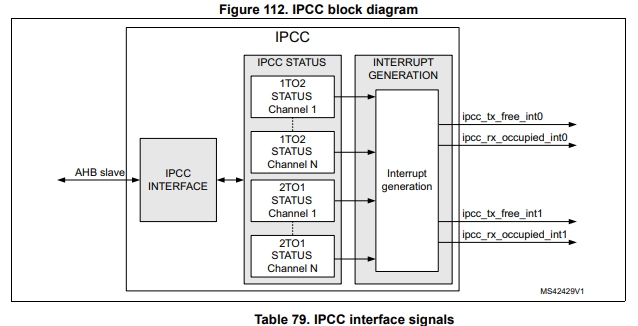 Figure 112. IPCC block diagram
IPCC
IPCC STATUS
INTERRUPT
GENERATION
1TO2
STATUS
Channel 1
1TO2
STATUS
Channel N
2TO1
STATUS
Channel 1
2TO1
STATUS
Channel N
AHB slave
IPCC
INTERFACE
Interrupt
generation
ipcc_tx_free_int0
ipcc_rx_occupied_int0
ipcc_tx_free_int1
ipcc_rx_occupied_int1
MS42429V1
Table 79. IPCC interface signals